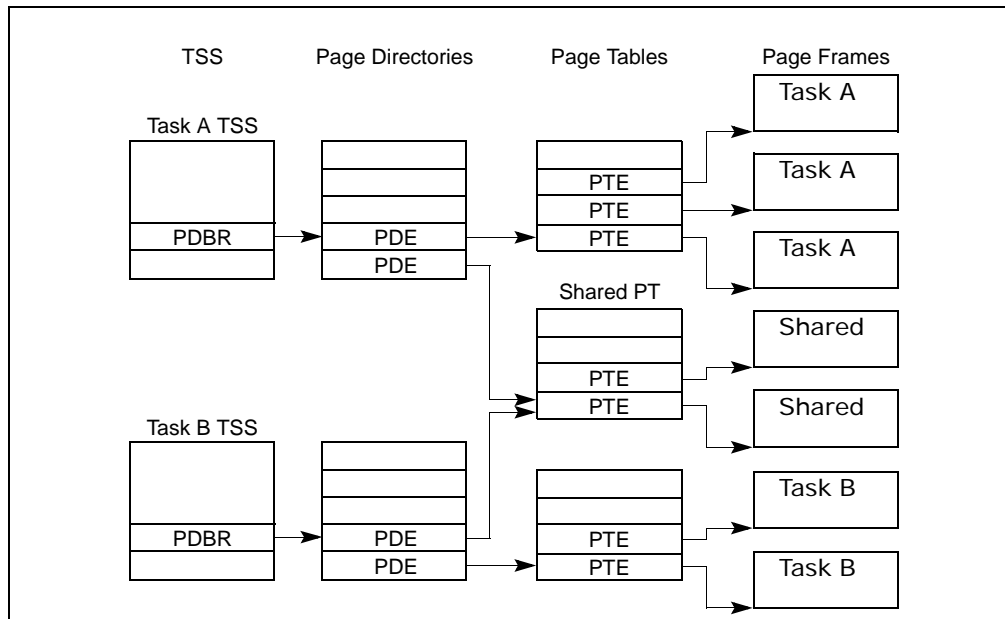 TSS Page Directories Page Tables Page Frames
Task A
Task A TSS
PTE Task A
PTE
PDBR PDE PTE Task A
PDE
Shared PT
Shared
PTE
PTE Shared
Task B TSS
Task B
PDBR PDE PTE
PDE PTE Task B